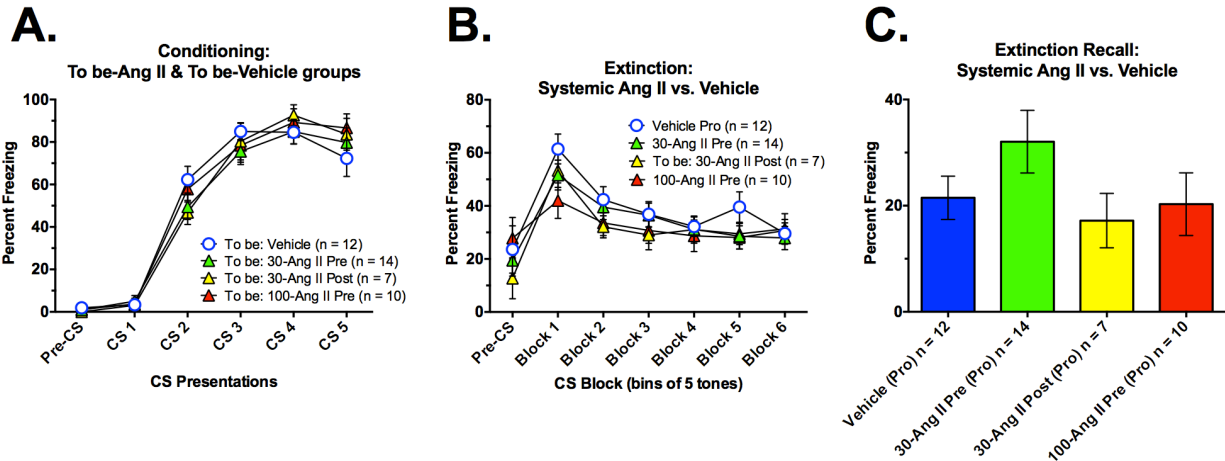 A.
Conditioning:
To be-Ang II & To be-Vehicle groups
Percent Freezing
100
80
60
40
20
0
To be: Vehicle (n = 12)
To be: 30-Ang II Pre (n = 14)
To be: 30-Ang II Post (n = 7)
To be: 100-Ang II Pre (n = 10)
Pre-CS
CS 1
CS 2
CS 3
CS 4
CS 5
CS Presentations
B.
Extinction:
Systemic Ang II vs. Vehicle
Percent Freezing
80
60
40
20
0
Vehicle Pro (n = 12)
30-Ang II Pre (n = 14)
To be: 30-Ang II Post (n = 7)
100-Ang II Pre (n = 10)
Pre-CS
Block 1
Block 2
Block 3
Block 4
Block 5
Block 6
CS Block (bins of 5 tones)
C.
Extinction Recall:
Systemic Ang II vs. Vehicle
Percent Freezing
40
20
0
Vehicle (Pro) n = 12
30-Ang II Pre (Pro) n = 14
30-Ang II Post (Pro) n = 7
100-Ang II Pre (Pro) n = 10